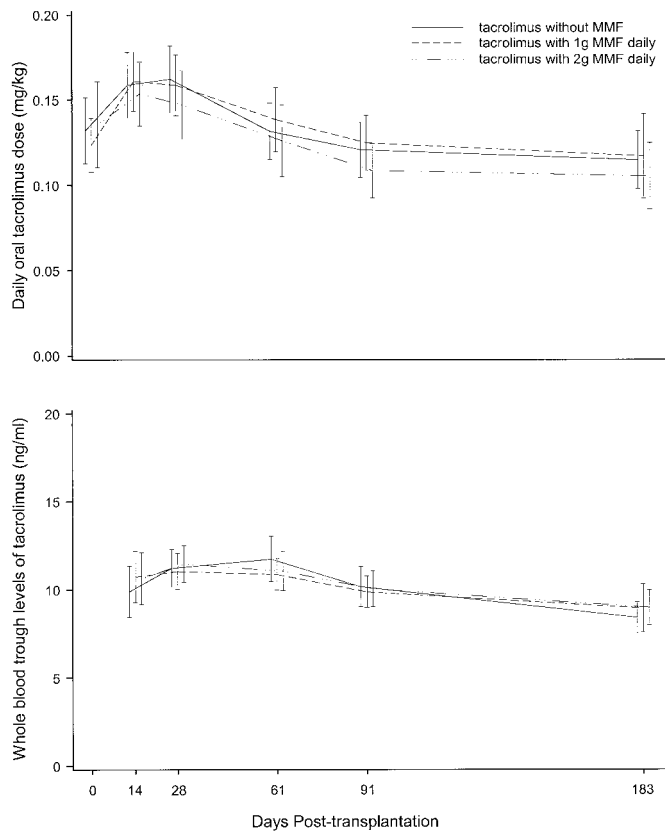 0.20
tacrolimus without MMF
tacrolimus with 1g MMF daily
tacrolimus with 2g MMF daily
0.15
0.10
0.05
0.00
Daily oral tacrolimus dose (mg/kg)
20
15
10
5
0
Whole blood trough levels of tacrolimus (ng/ml)
0 14 28 61 91 183
Days Post-transplantation